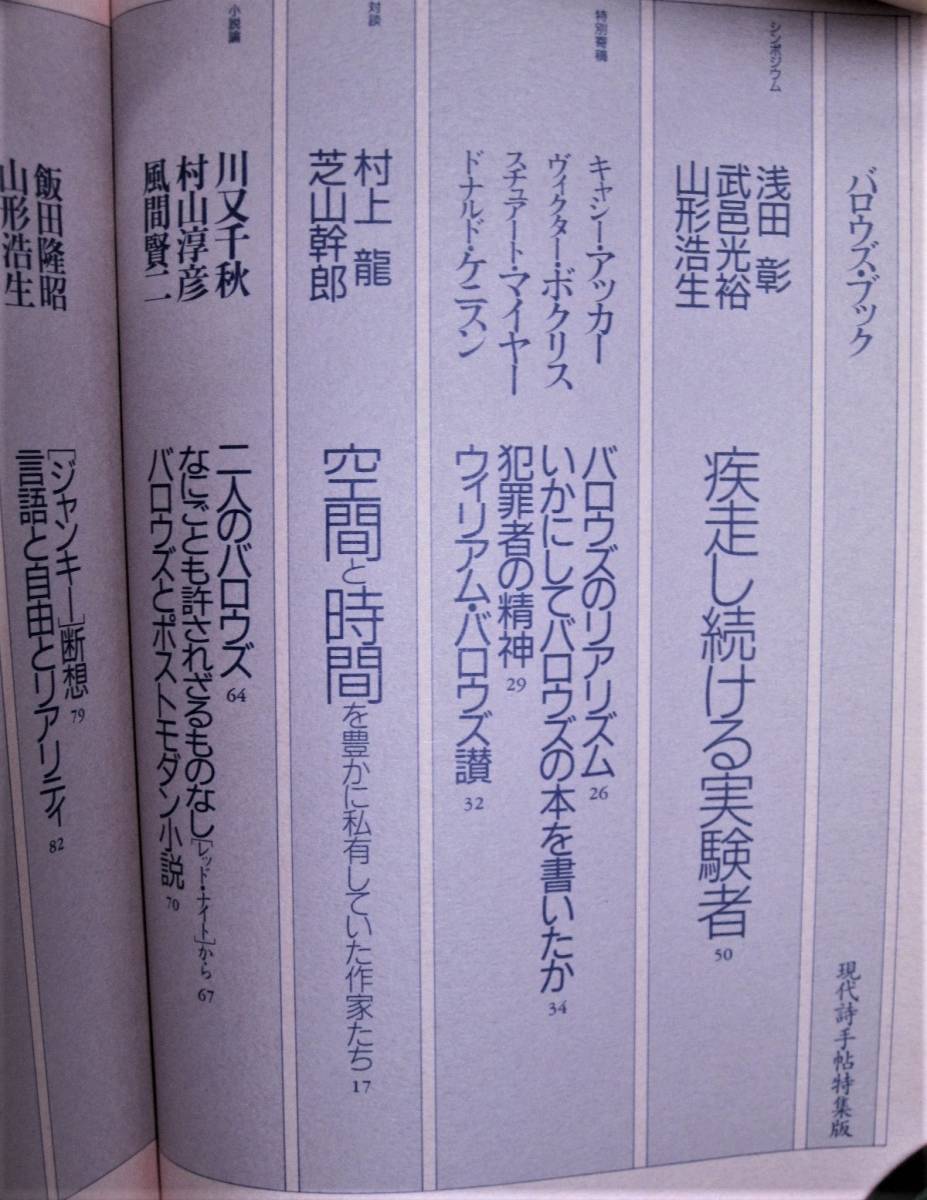 バロウズ・ブック
現代詩手帖特集版
シンポジウム
浅田 彰
武邑光裕
山形浩生
疾走し続ける実験者 50
特別寄稿
キャシー・アッカー
バロウズのリアリズム 26
ヴィクター・ボクリス
いかにしてバロウズの本を書いたか 34
スチュアート・マイヤー
犯罪者の精神 29
ドナルド・ケニスン
ウィリアム・バロウズ讃 32
対談
村上 龍
芝山幹郎
空間と時間を豊かに私有していた作家たち 17
小説論
川又千秋
二人のバロウズ 64
村山淳彦
なにごとも許されざるものなし[レッド・ナイト]から 67
風間賢二
バロウズとポストモダン小説 70
飯田隆昭
[ジャンキー]断想 79
山形浩生
言語と自由とリアリティ 82